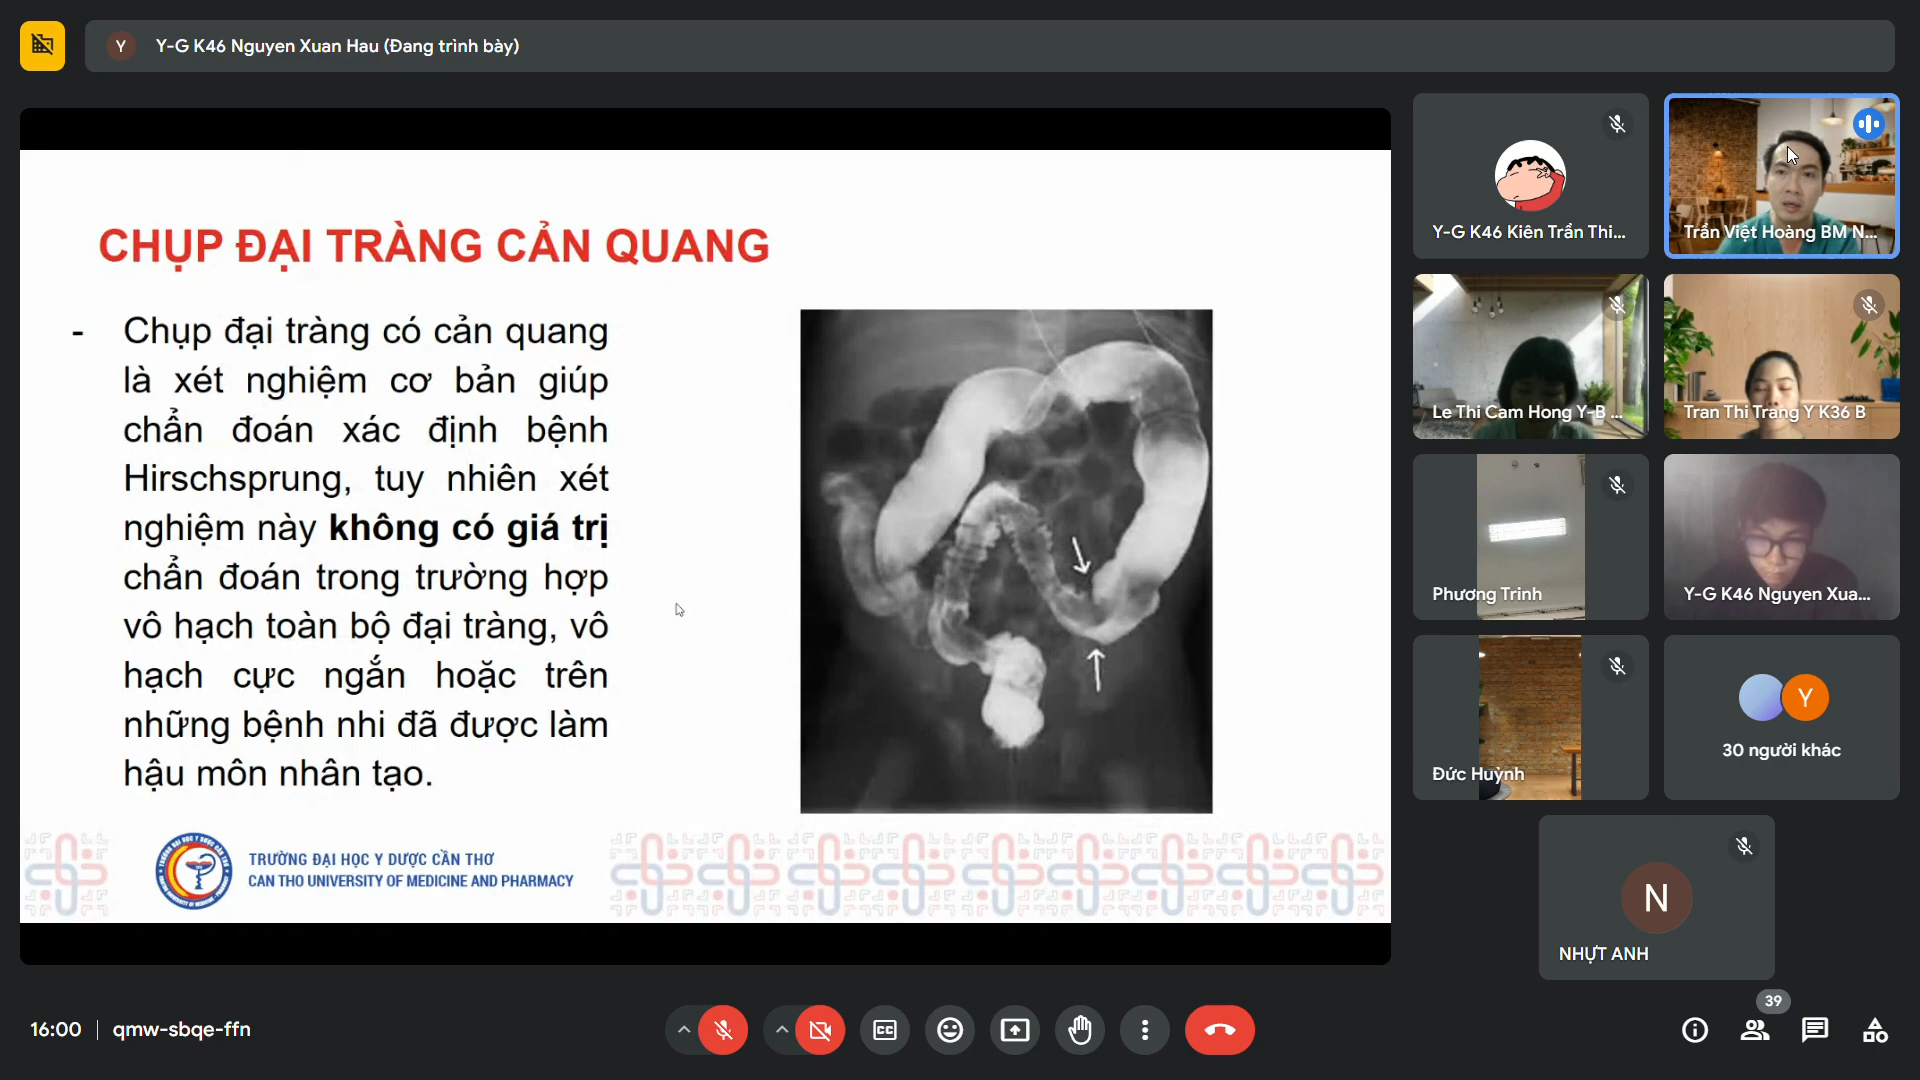 Y
Y-G K46 Nguyen Xuan Hau (Đang trình bày)
CHỤP ĐẠI TRÀNG CẢN QUANG
- Chụp đại tràng có cản quang
là xét nghiệm cơ bản giúp
chẩn đoán xác định bệnh
Hirschsprung, tuy nhiên xét
nghiệm này không có giá trị
chẩn đoán trong trường hợp
vô hạch toàn bộ đại tràng, vô
hạch cực ngắn hoặc trên
những bệnh nhi đã được làm
hậu môn nhân tạo.
TRƯỜNG ĐẠI HỌC Y DƯỢC CẦN THƠ
CAN THO UNIVERSITY OF MEDICINE AND PHARMACY
Y-G K46 Kiên Trần Thi...
Trần Việt Hoàng BM N...
Le Thi Cam Hong Y-B ...
Tran Thi Trang Y K36 B
Phương Trinh
Y-G K46 Nguyen Xua...
Đức Huỳnh
Y
30 người khác
N
NHỰT ANH
16:00 | qmw-sbqe-ffn
CC
39